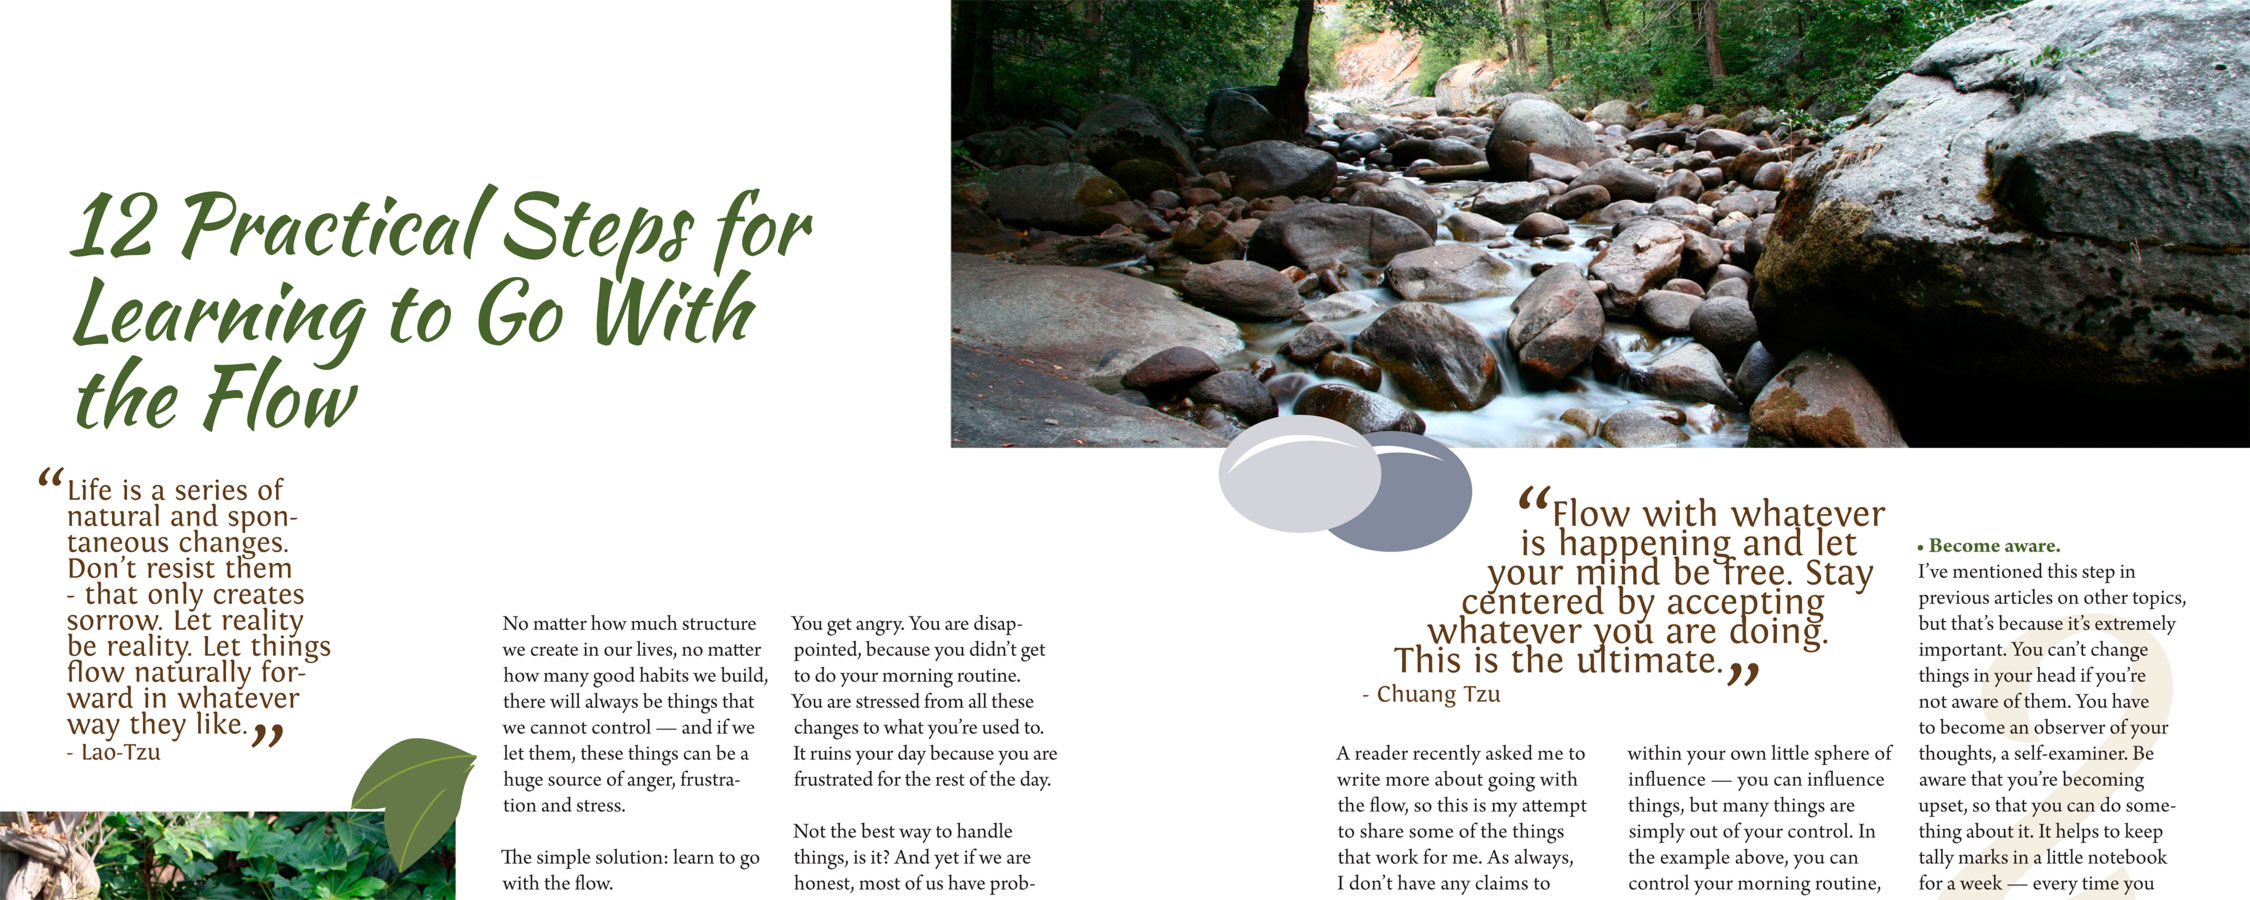 12 Practical Steps for
Learning to Go With
the Flow
“Life is a series of
natural and spon-
taneous changes.
Don’t resist them
- that only creates
sorrow. Let reality
be reality. Let things
flow naturally for-
ward in whatever
way they like.”
- Lao-Tzu
No matter how much structure
we create in our lives, no matter
how many good habits we build,
there will always be things that
we cannot control — and if we
let them, these things can be a
huge source of anger, frustra-
tion and stress.
The simple solution: learn to go
with the flow.
You get angry. You are disap-
pointed, because you didn’t get
to do your morning routine.
You are stressed from all these
changes to what you’re used to.
It ruins your day because you are
frustrated for the rest of the day.
Not the best way to handle
things, is it? And yet if we are
honest, most of us have prob-
“Flow with whatever
is happening and let
your mind be free. Stay
centered by accepting
whatever you are doing.
This is the ultimate.”
- Chuang Tzu
A reader recently asked me to
write more about going with
the flow, so this is my attempt
to share some of the things
that work for me. As always,
I don’t have any claims to
within your own little sphere of
influence — you can influence
things, but many things are
simply out of your control. In
the example above, you can
control your morning routine,
• Become aware.
I’ve mentioned this step in
previous articles on other topics,
but that’s because it’s extremely
important. You can’t change
things in your head if you’re
not aware of them. You have
to become an observer of your
thoughts, a self-examiner. Be
aware that you’re becoming
upset, so that you can do some-
thing about it. It helps to keep
tally marks in a little notebook
for a week — every time you
2